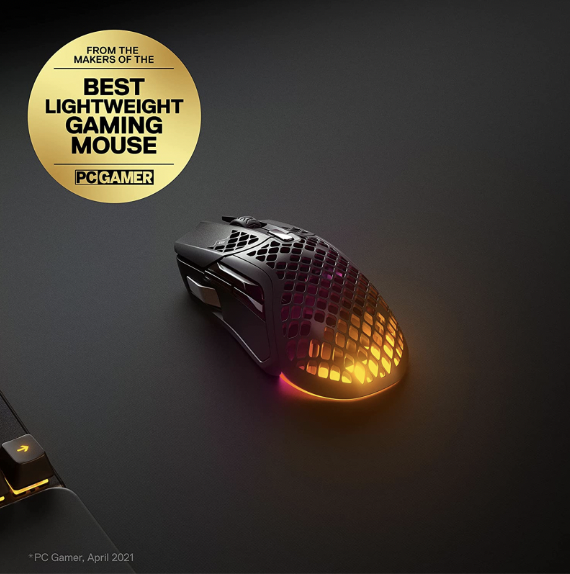 FROM THE
MAKERS OF THE
BEST
LIGHTWEIGHT
GAMING
MOUSE
PC GAMER
*PC Gamer, April 2021